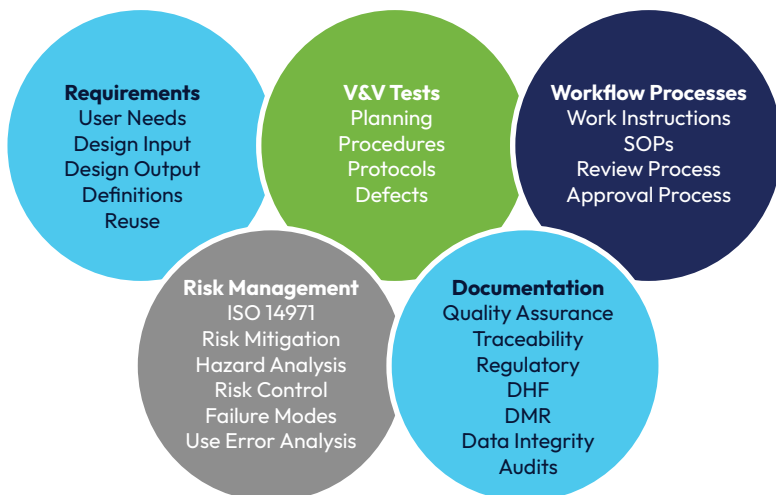 Requirements
User Needs
Design Input
Design Output
Definitions
Reuse
V&V Tests
Planning
Procedures
Protocols
Defects
Workflow Processes
Work Instructions
SOPs
Review Process
Approval Process
Risk Management
ISO 14971
Risk Mitigation
Hazard Analysis
Risk Control
Failure Modes
Use Error Analysis
Documentation
Quality Assurance
Traceability
Regulatory
DHF
DMR
Data Integrity
Audits